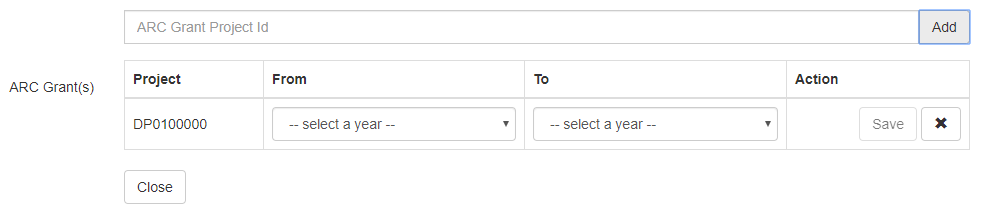 ARC Grant Project Id Add
ARC Grant(s)
Project From To Action
DP0100000 -- select a year -- -- select a year -- Save ✖
Close